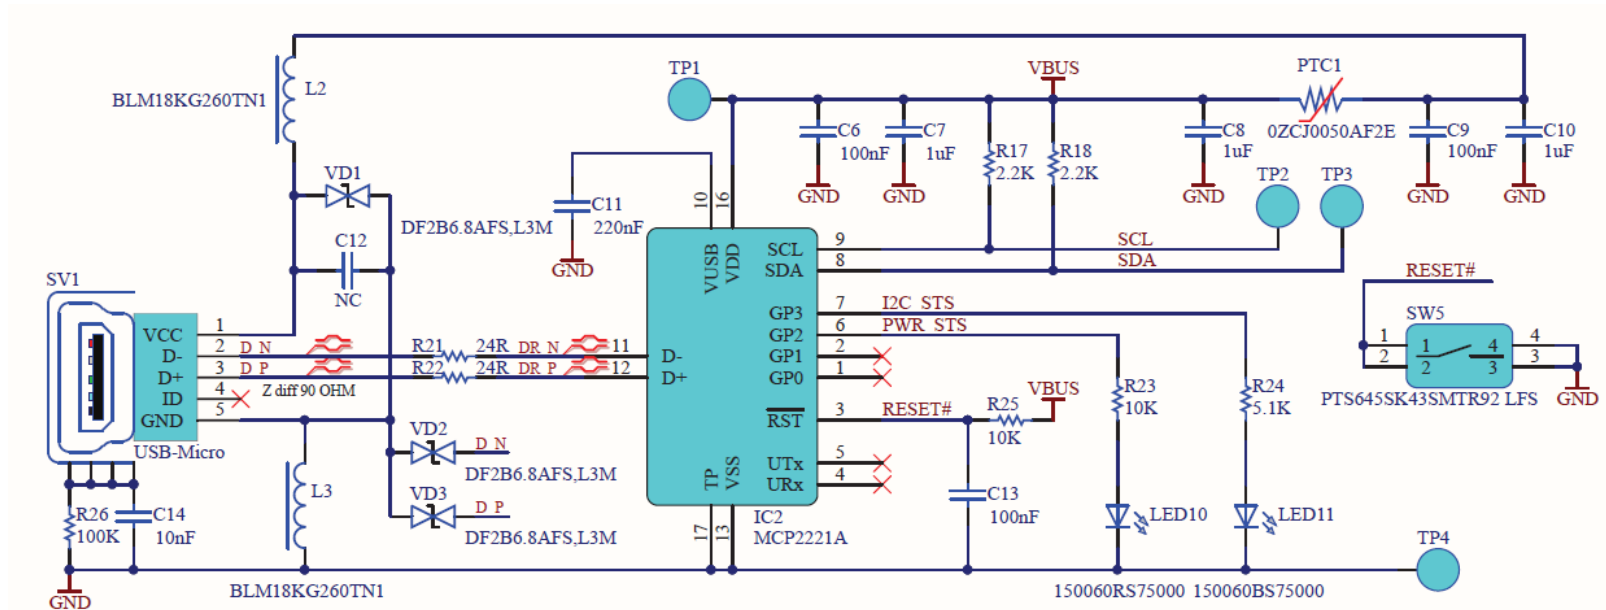 L2
BLM18KG260TN1
TP1
VBUS
PTC1
0ZCJ0050AF2E
C6
100nF
C7
1uF
R17
2.2K
R18
2.2K
C8
1uF
C9
100nF
C10
1uF
GND
GND
GND
GND
GND
TP2
TP3
VD1
DF2B6.8AFS,L3M
C11
220nF
GND
10
16
VUSB
VDD
SCL
9
SCL
SDA
8
SDA
C12
NC
SV1
RESET#
SW5
1
2
1
2
4
3
4
3
PTS645SK43SMTR92 LFS
GND
GP3
7
I2C_STS
GP2
6
PWR_STS
GP1
2
GP0
1
VCC
1
D-
2
D_N
R21
24R
DR_N
11
D-
D+
3
D_P
R22
24R
DR_P
12
D+
ID
4
Z diff 90 OHM
GND
5
USB-Micro
RST
3
RESET#
R25
10K
VBUS
R23
10K
R24
5.1K
VD2
D_N
DF2B6.8AFS,L3M
VD3
D_P
DF2B6.8AFS,L3M
UTx
5
URx
4
TP
VSS
17
13
IC2
MCP2221A
L3
BLM18KG260TN1
R26
100K
C14
10nF
GND
C13
100nF
LED10
150060RS75000
LED11
150060BS75000
TP4